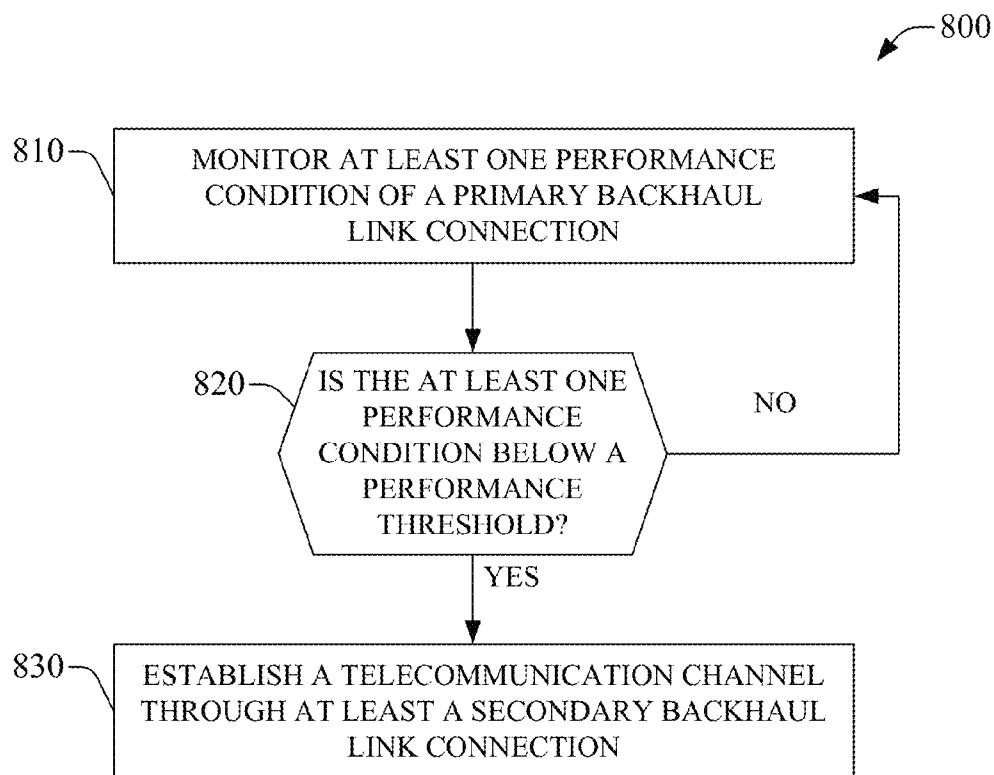 800
810
MONITOR AT LEAST ONE PERFORMANCE
CONDITION OF A PRIMARY BACKHAUL
LINK CONNECTION
820
IS THE AT LEAST ONE
PERFORMANCE
CONDITION BELOW A
PERFORMANCE
THRESHOLD?
NO
YES
830
ESTABLISH A TELECOMMUNICATION CHANNEL
THROUGH AT LEAST A SECONDARY BACKHAUL
LINK CONNECTION